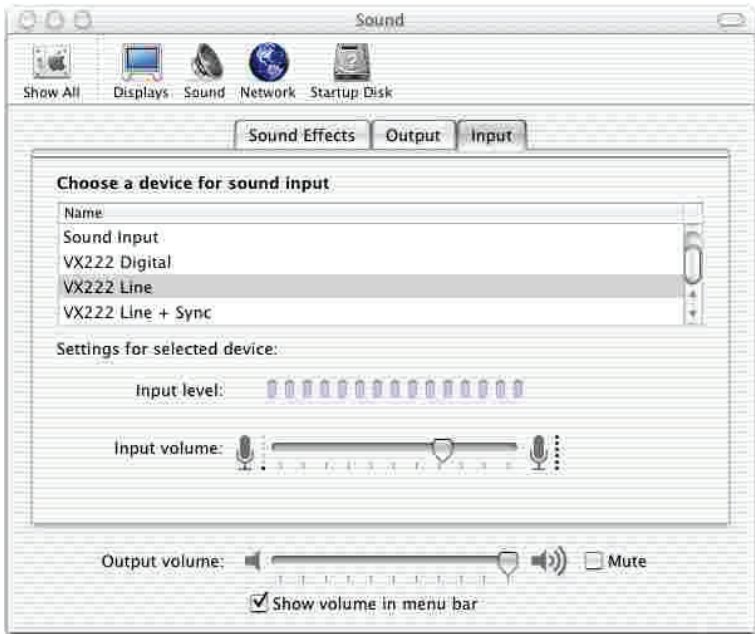 Sound
Show All Displays Sound Network Startup Disk
Sound Effects Output Input
Choose a device for sound input
Name
Sound Input
VX222 Digital
VX222 Line
VX222 Line + Sync
Settings for selected device:
Input level:
Input volume:
Output volume: Mute
Show volume in menu bar